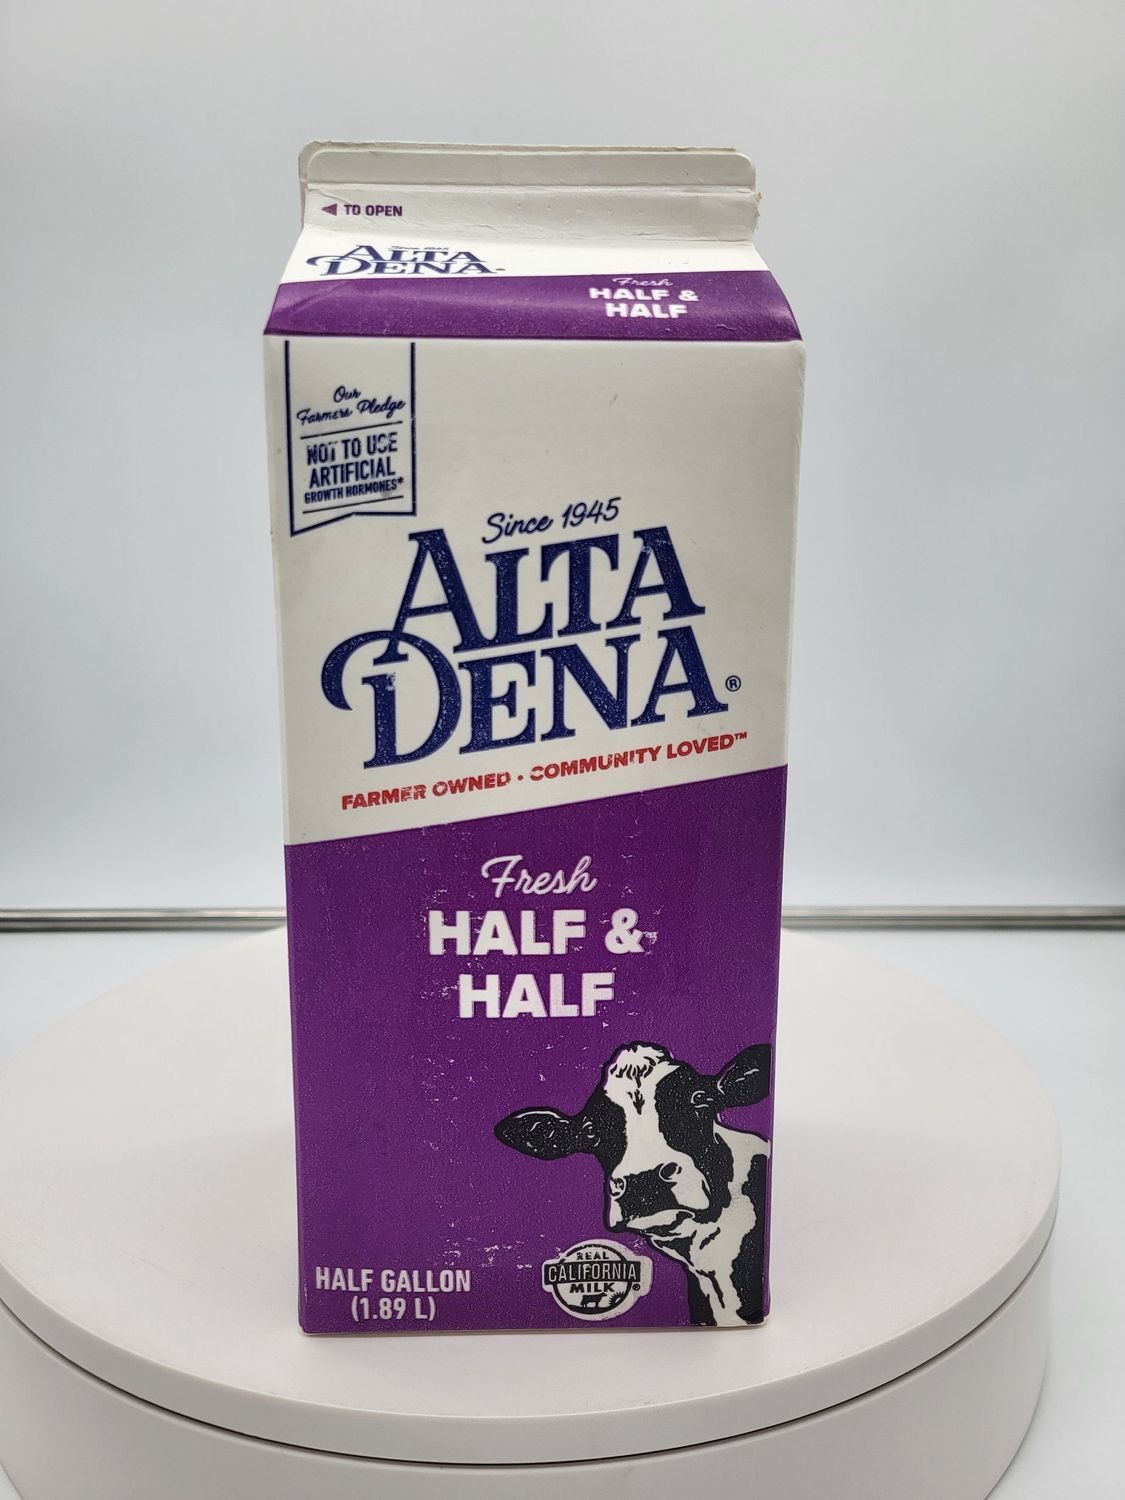 ◄ TO OPEN
Since 1945
ALTA
DENA®
Fresh
HALF &
HALF
Our
Farmers Pledge
NOT TO USE
ARTIFICIAL
GROWTH HORMONES*
Since 1945
ALTA
DENA®
FARMER OWNED • COMMUNITY LOVED™
Fresh
HALF &
HALF
HALF GALLON
(1.89 L)
REAL
CALIFORNIA
MILK®